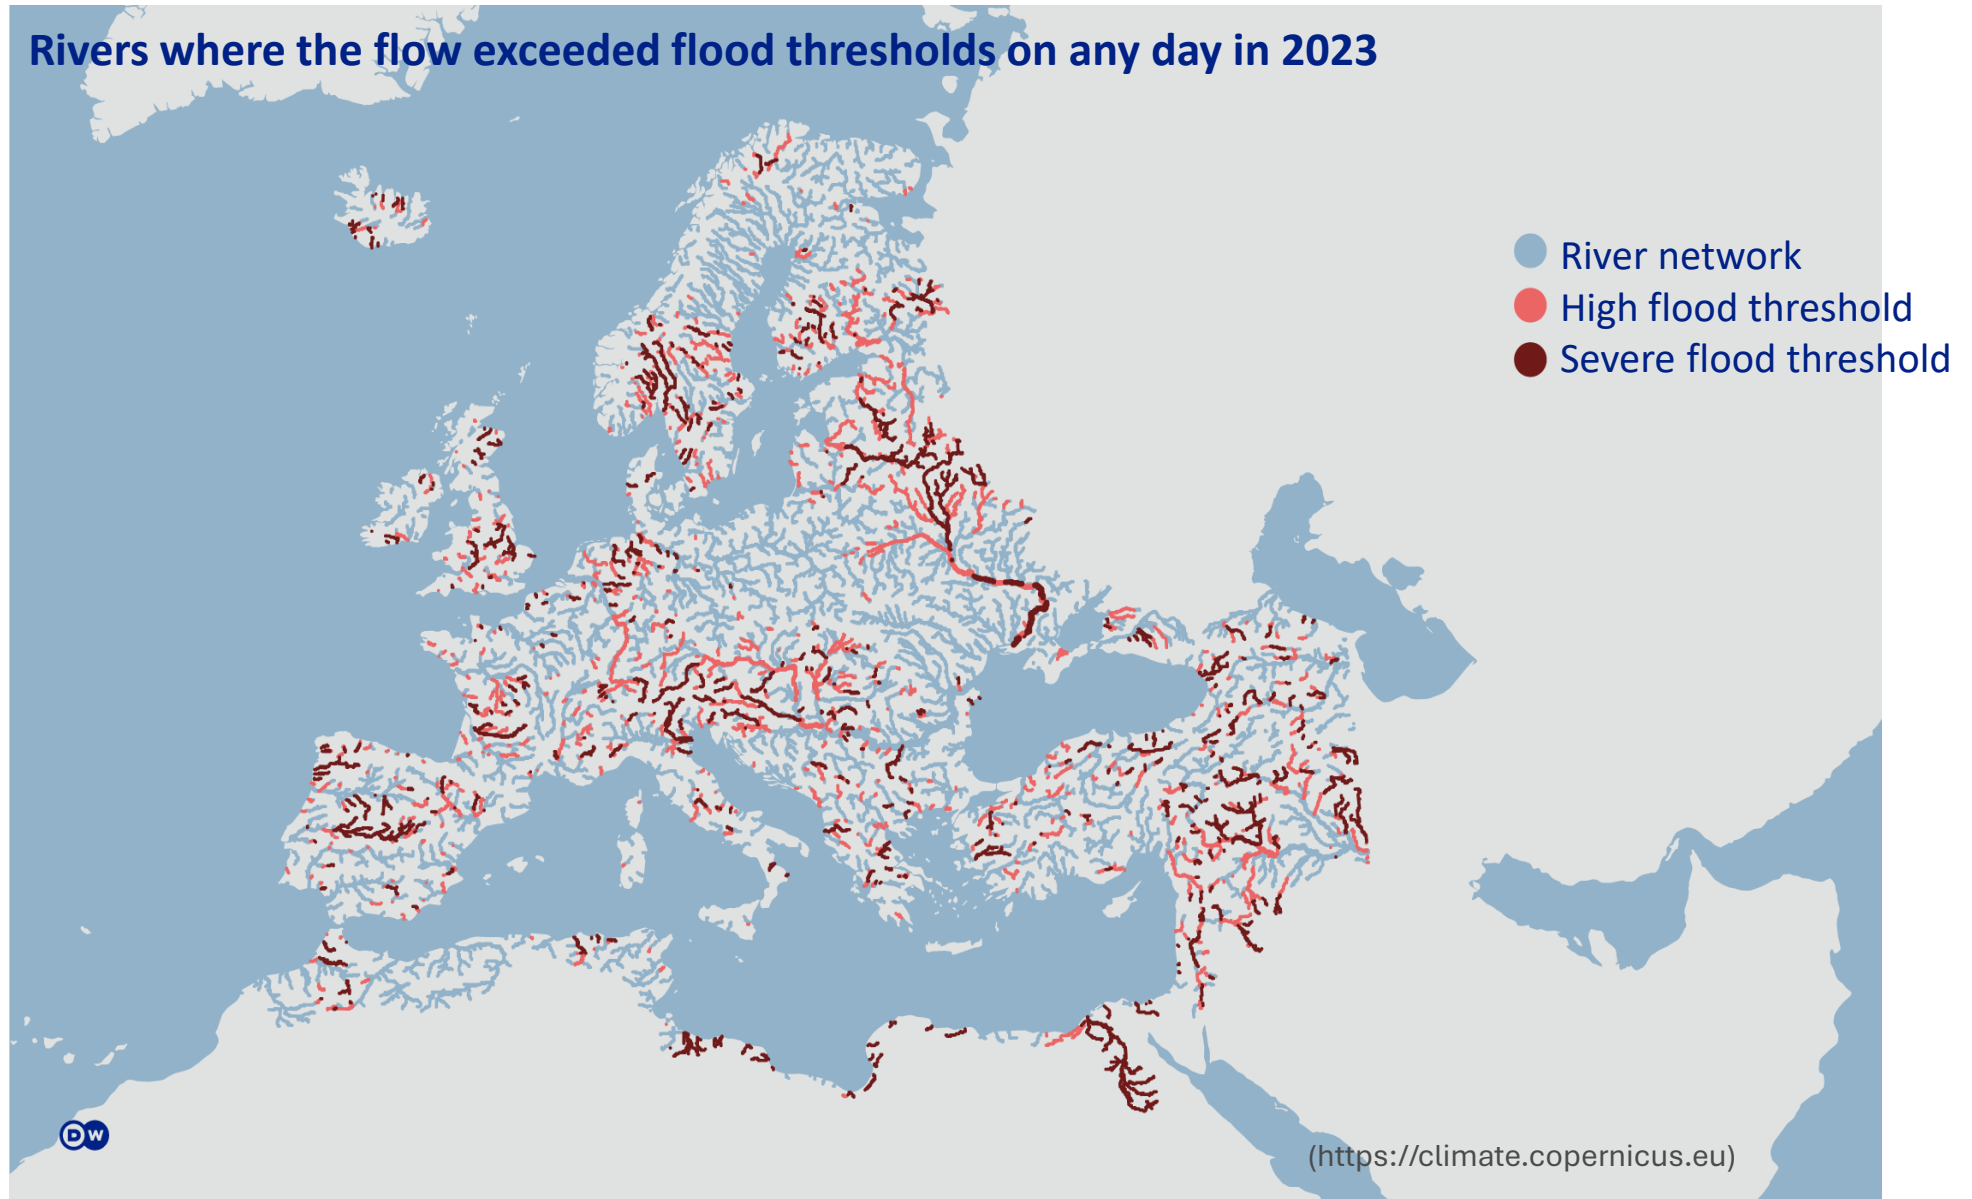 Rivers where the flow exceeded flood thresholds on any day in 2023
River network
High flood threshold
Severe flood threshold
DW
(https://climate.copernicus.eu)